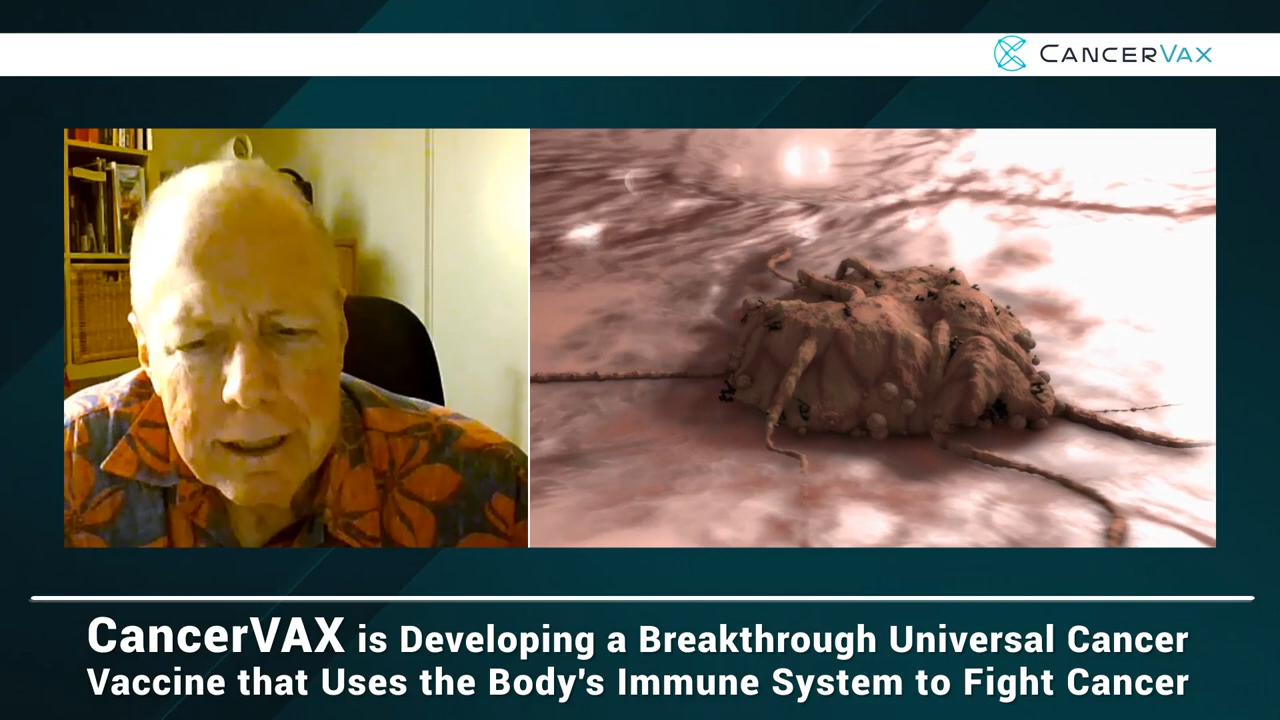 CANCERVAX
CancerVAX is Developing a Breakthrough Universal Cancer
Vaccine that Uses the Body's Immune System to Fight Cancer